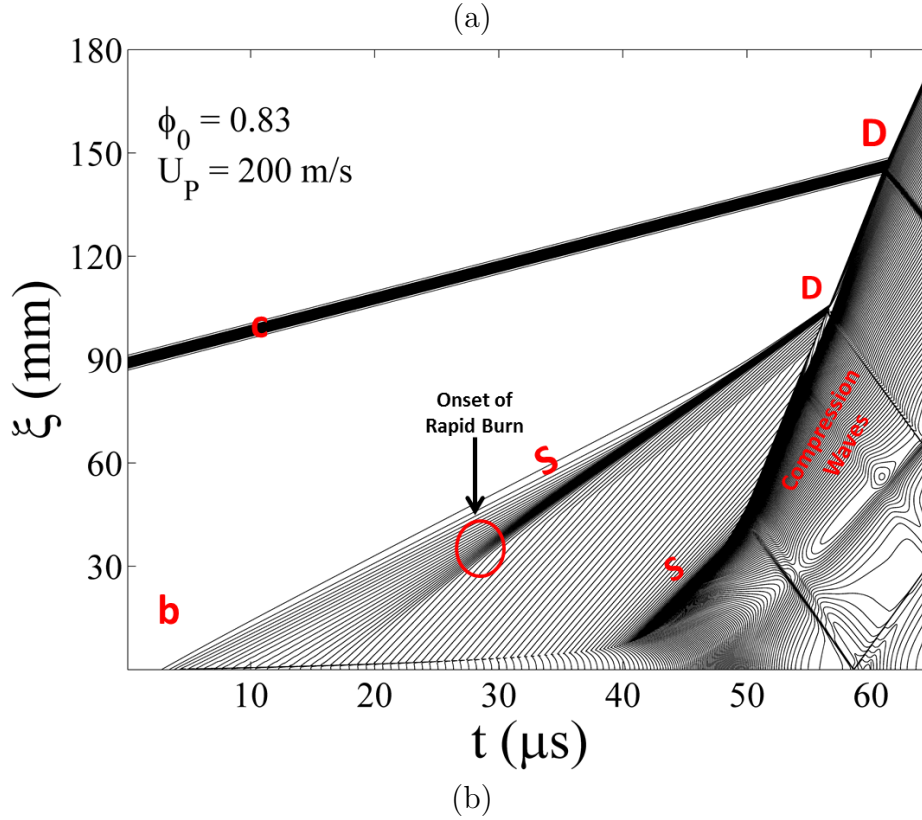 (a)
180
150
120
90
60
30
ξ (mm)
ϕ0 = 0.83
UP = 200 m/s
D
D
c
Onset of
Rapid Burn
S
S
b
Compression
Waves
10
20
30
40
50
60
t (μs)
(b)